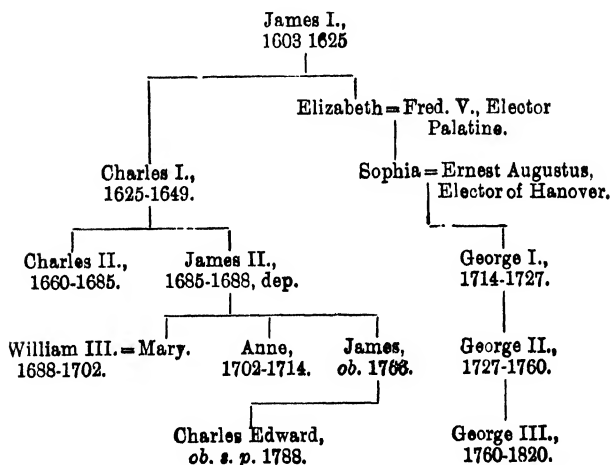 James I.,
1603 1625
Elizabeth = Fred. V., Elector
Palatine.
Charles I.,
1625-1649.
Sophia = Ernest Augustus,
Elector of Hanover.
Charles II.,
1660-1685.
James II.,
1685-1688, dep.
George I.,
1714-1727.
William III. = Mary.
1688-1702.
Anne,
1702-1714.
James,
ob. 1766.
George II.,
1727-1760.
Charles Edward,
ob. s. p. 1788.
George III.,
1760-1820.